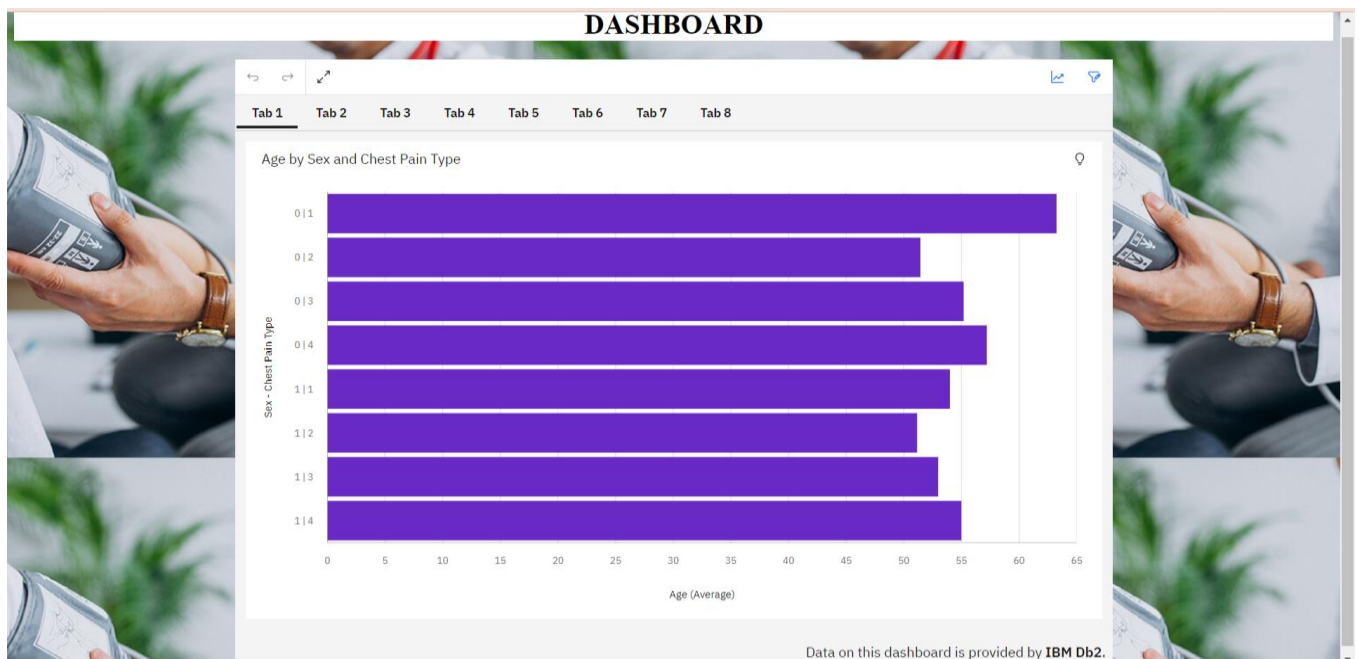 DASHBOARD
Tab 1 Tab 2 Tab 3 Tab 4 Tab 5 Tab 6 Tab 7 Tab 8
Age by Sex and Chest Pain Type
Sex - Chest Pain Type
0|1
0|2
0|3
0|4
1|1
1|2
1|3
1|4
0 5 10 15 20 25 30 35 40 45 50 55 60 65
Age (Average)
Data on this dashboard is provided by IBM Db2.